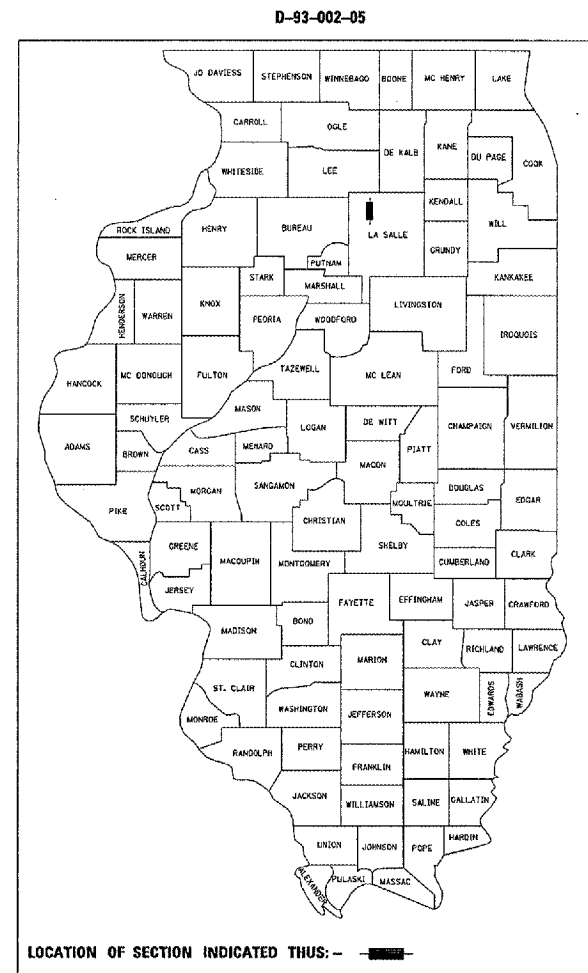 D-93-002-05
JO DAVIESS STEPHENSON WINNEBAGO BOONE MC HENRY LAKE
CARROLL OGLE
DE KALB KANE DU PAGE COOK
WHITESIDE LEE
KENDALL WILL
ROCK ISLAND HENRY BUREAU LA SALLE
GRUNDY
MERCER PUTNAM
STARK MARSHALL KANKAKEE
HENDERSON WARREN KNOX PEORIA WOODFORD LIVINGSTON IROQUOIS
HANCOCK MC DONOUGH FULTON TAZEWELL MC LEAN FORD
SCHUYLER MASON LOGAN DE WITT CHAMPAIGN VERMILION
ADAMS BROWN CASS MENARD MACON PIATT
PIKE SCOTT MORGAN SANGAMON MOULTRIE DOUGLAS EDGAR
CHRISTIAN COLES
CALHOUN GREENE MACOUPIN MONTGOMERY SHELBY CUMBERLAND CLARK
JERSEY FAYETTE EFFINGHAM JASPER CRAWFORD
MADISON BOND
CLINTON MARION CLAY RICHLAND LAWRENCE
ST. CLAIR WAYNE EDWARDS WABASH
MONROE WASHINGTON JEFFERSON
RANDOLPH PERRY HAMILTON WHITE
FRANKLIN
JACKSON WILLIAMSON SALINE GALLATIN
UNION JOHNSON POPE HARDIN
ALEXANDER PULASKI MASSAC
LOCATION OF SECTION INDICATED THUS: -